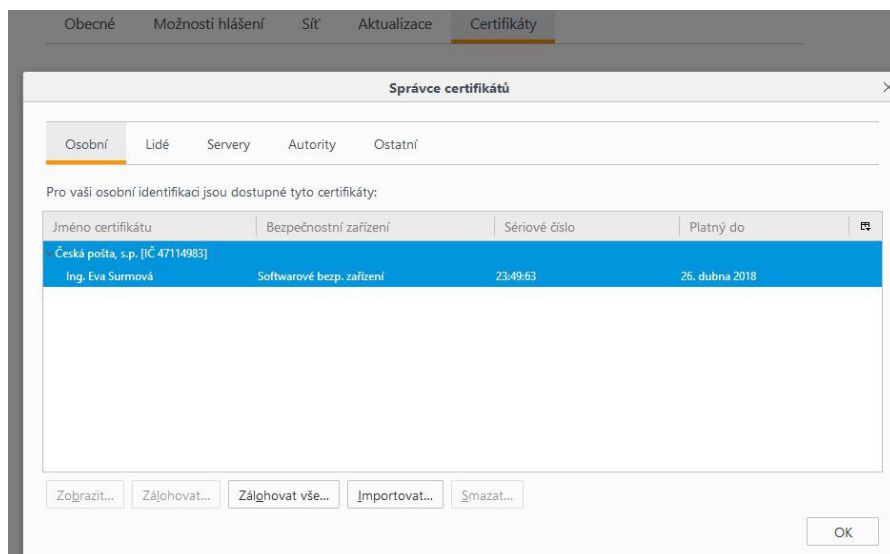 Obecné Možnosti hlášení Síť Aktualizace Certifikáty
Správce certifikátů
Osobní Lidé Servery Autority Ostatní
Pro vaši osobní identifikaci jsou dostupné tyto certifikáty:
Jméno certifikátu Bezpečnostní zařízení Sériové číslo Platný do
Česká pošta, s.p. [IČ 47114983]
Ing. Eva Surmová Softwarové bezp. zařízení 23:49:63 26. dubna 2018
Zobrazit... Zálohovat... Zálohovat vše... Importovat... Smazat...
OK